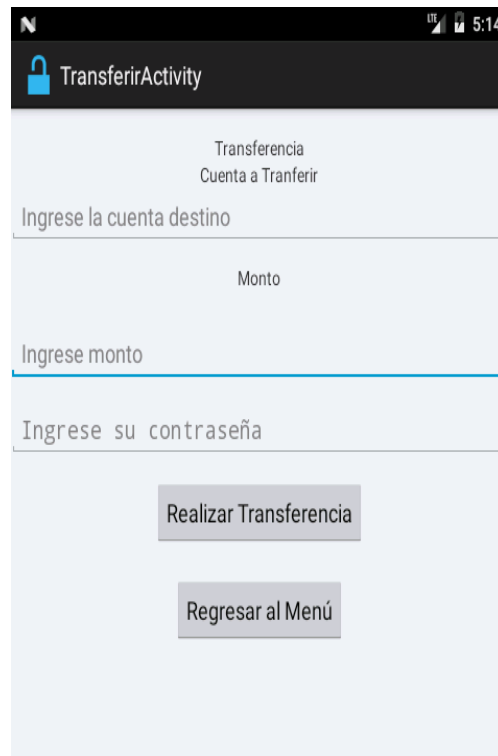 LTE 5:14
TransferirActivity
Transferencia
Cuenta a Tranferir
Ingrese la cuenta destino
Monto
Ingrese monto
Ingrese su contraseña
Realizar Transferencia
Regresar al Menú